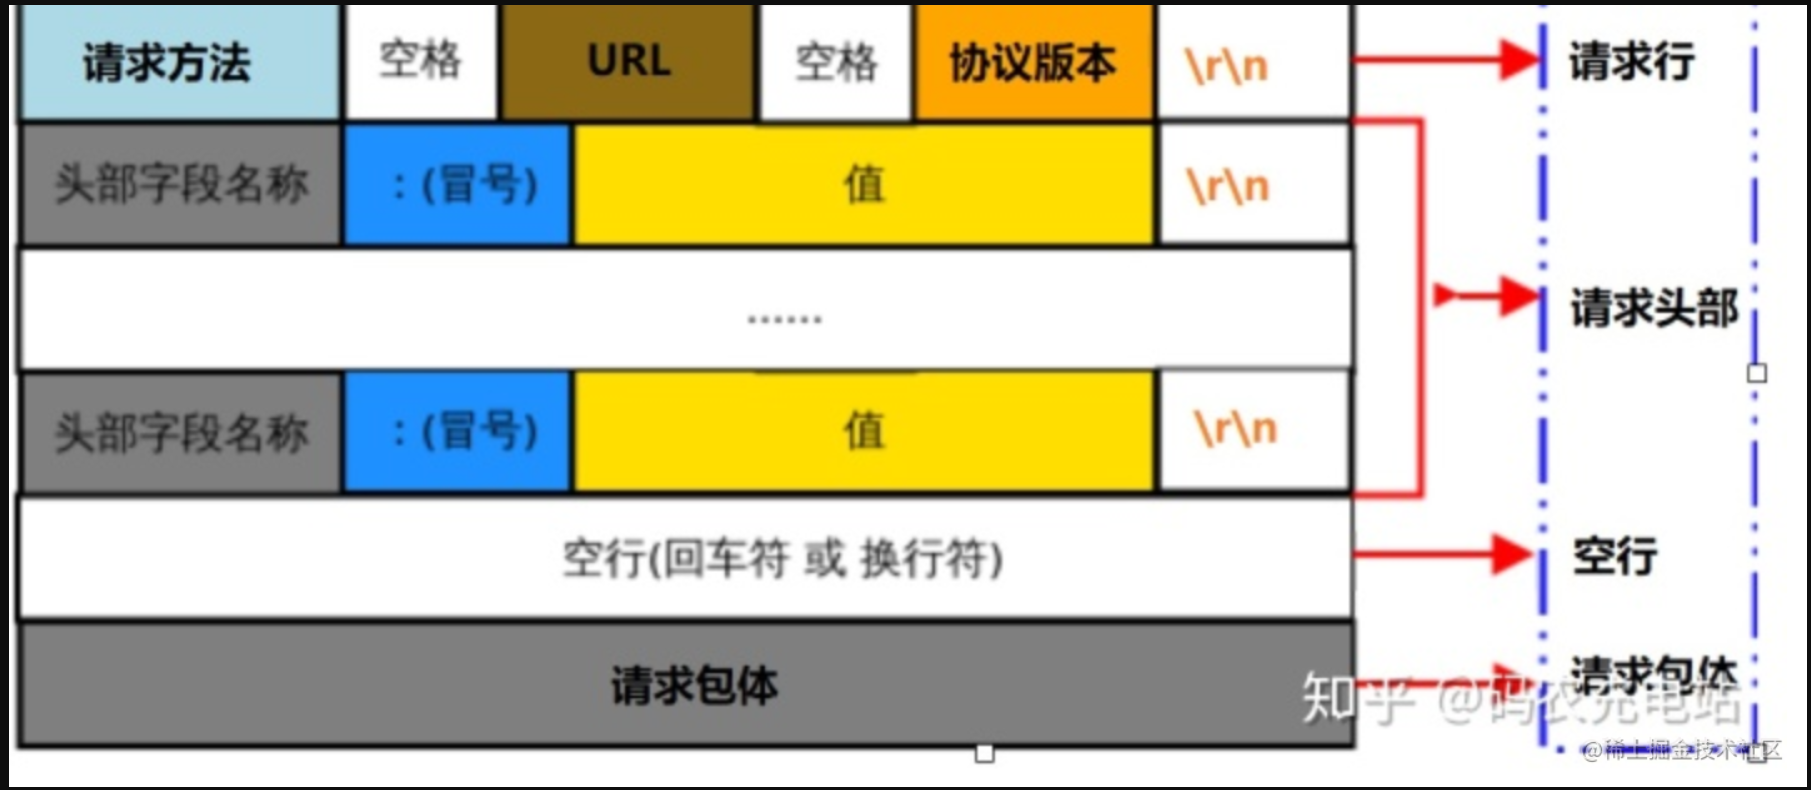 请求方法 空格 URL 空格 协议版本 \r\n 请求行
头部字段名称 : (冒号) 值 \r\n
...... 请求头部
头部字段名称 : (冒号) 值 \r\n
空行(回车符 或 换行符) 空行
请求包体 请求包体
知乎 @码农充电站
@稀土掘金技术社区